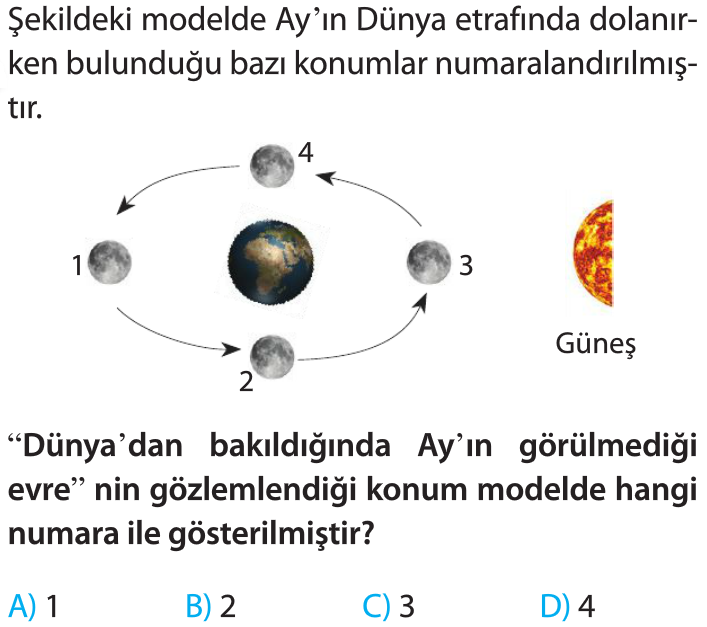 Şekildeki modelde Ay’ın Dünya etrafında dolanır-
ken bulunduğu bazı konumlar numaralandırılmış-
tır.
4
1
3
2
Güneş
“Dünya’dan bakıldığında Ay’ın görülmediği
evre” nin gözlemlendiği konum modelde hangi
numara ile gösterilmiştir?
A) 1 B) 2 C) 3 D) 4